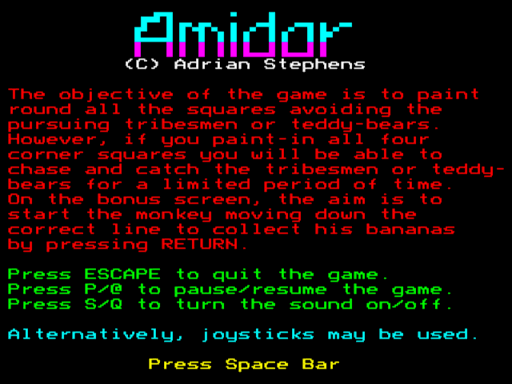 Amidar
(C) Adrian Stephens
The objective of the game is to paint
round all the squares avoiding the
pursuing tribesmen or teddy-bears.
However, if you paint-in all four
corner squares you will be able to
chase and catch the tribesmen or teddy-
bears for a limited period of time.
On the bonus screen, the aim is to
start the monkey moving down the
correct line to collect his bananas
by pressing RETURN.
Press ESCAPE to quit the game.
Press P/@ to pause/resume the game.
Press S/Q to turn the sound on/off.
Alternatively, joysticks may be used.
Press Space Bar